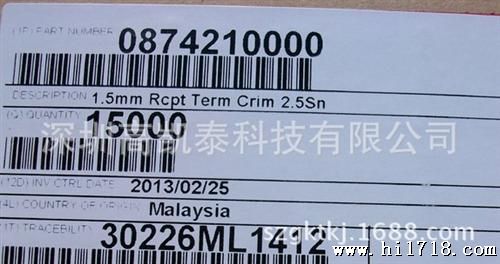 (1P) PART NUMBER 0874210000
DESCRIPTION 1.5mm Rcpt Term Crim 2.5Sn
(Q) QUANTITY 15000
深圳高凯泰科技有限公司
(12D) INV CTRL DATE 2013/02/25
(4L) COUNTRY OF ORIGIN Malaysia
szgktkj.1688.com
(1T) TRACEABILITY 30226ML1412
www.hi1718.com